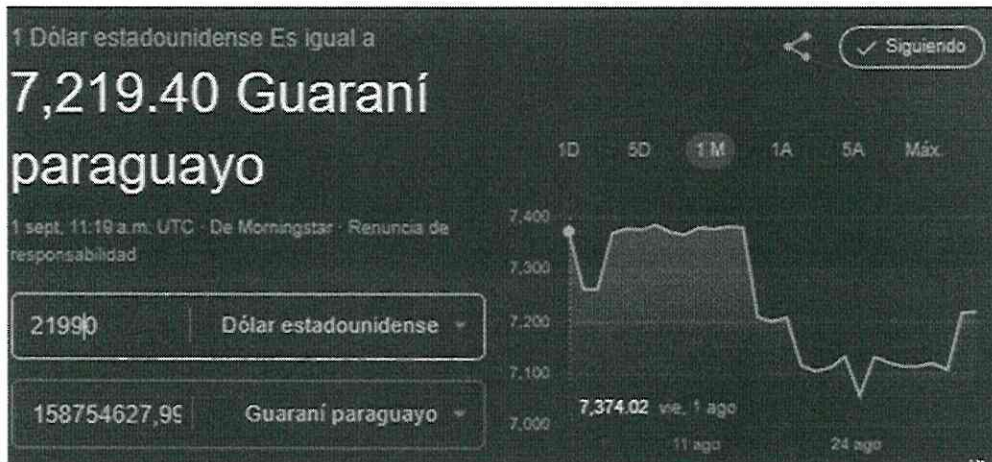 1 Dólar estadounidense Es igual a
7,219.40 Guaraní
paraguayo
1 sept, 11:19 a.m. UTC · De Morningstar · Renuncia de
responsabilidad
21990 Dólar estadounidense
158754627,99 Guaraní paraguayo
Siguiendo
1D 5D 1 M 1A 5A Máx.
7,400
7,300
7,200
7,100
7,000
7,374.02 vie, 1 ago
11 ago 24 ago